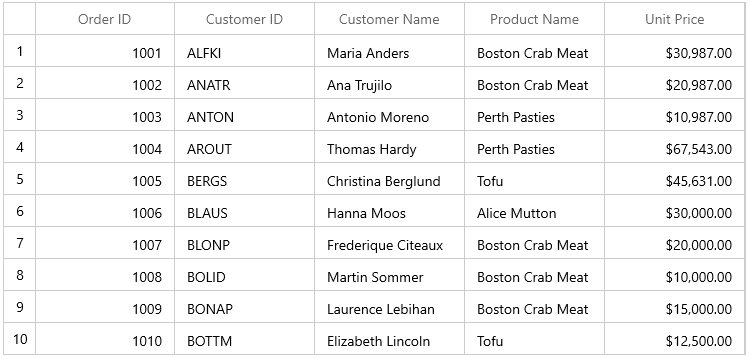 Order ID Customer ID Customer Name Product Name Unit Price
1 1001 ALFKI Maria Anders Boston Crab Meat $30,987.00
2 1002 ANATR Ana Trujilo Boston Crab Meat $20,987.00
3 1003 ANTON Antonio Moreno Perth Pasties $10,987.00
4 1004 AROUT Thomas Hardy Perth Pasties $67,543.00
5 1005 BERGS Christina Berglund Tofu $45,631.00
6 1006 BLAUS Hanna Moos Alice Mutton $30,000.00
7 1007 BLONP Frederique Citeaux Boston Crab Meat $20,000.00
8 1008 BOLID Martin Sommer Boston Crab Meat $10,000.00
9 1009 BONAP Laurence Lebihan Boston Crab Meat $15,000.00
10 1010 BOTTM Elizabeth Lincoln Tofu $12,500.00